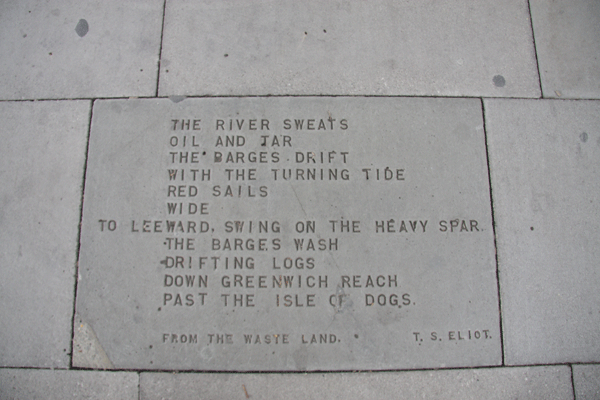 THE RIVER SWEATS
OIL AND TAR
THE BARGES DRIFT
WITH THE TURNING TIDE
RED SAILS
WIDE
TO LEEWARD, SWING ON THE HEAVY SPAR.
THE BARGES WASH
DRIFTING LOGS
DOWN GREENWICH REACH
PAST THE ISLE OF DOGS.
FROM THE WASTE LAND. T. S. ELIOT.